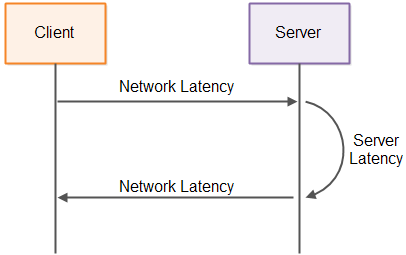 Client
Server
Network Latency
Server
Latency
Network Latency